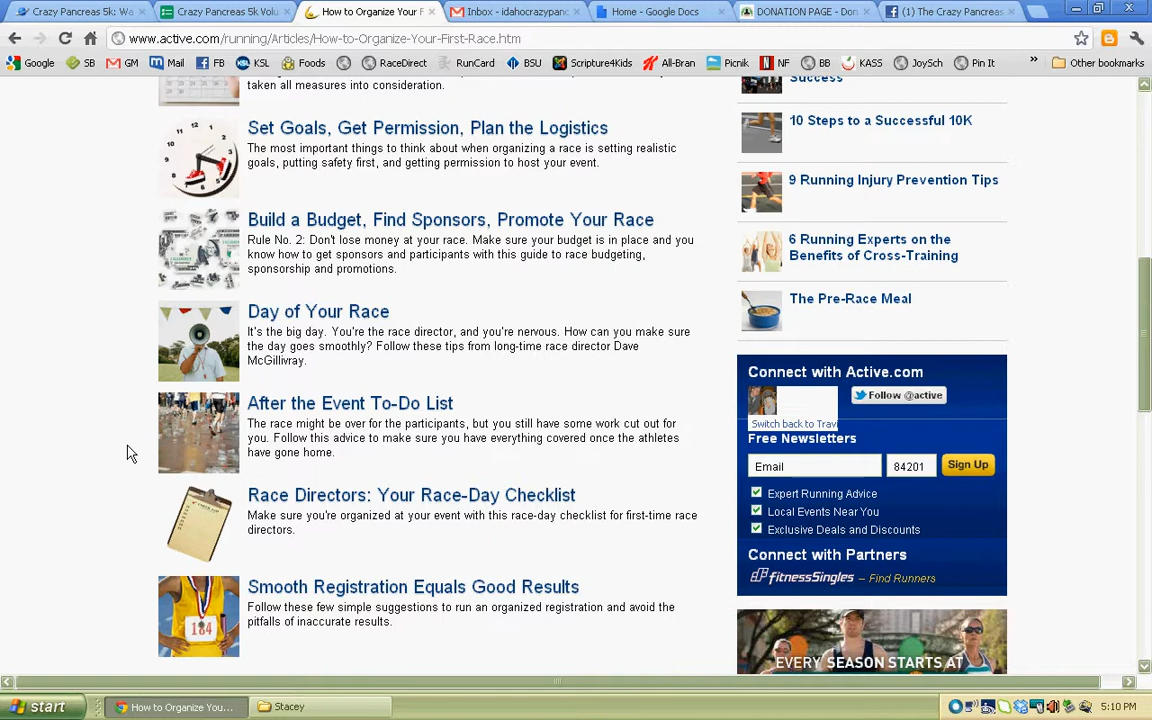 Crazy Pancreas 5k: Wa
Crazy Pancreas 5k Volu
How to Organize Your F
Inbox - idahocrazypanc
Home - Google Docs
DONATION PAGE - Don
(1) The Crazy Pancreas
www.active.com/running/Articles/How-to-Organize-Your-First-Race.htm
Google SB GM Mail FB KSL Foods RaceDirect RunCard BSU Scripture4Kids All-Bran Picnik NF BB KASS JoySch Pin It » Other bookmarks
taken all measures into consideration.
Set Goals, Get Permission, Plan the Logistics
The most important things to think about when organizing a race is setting realistic
goals, putting safety first, and getting permission to host your event.
Build a Budget, Find Sponsors, Promote Your Race
Rule No. 2: Don't lose money at your race. Make sure your budget is in place and you
know how to get sponsors and participants with this guide to race budgeting,
sponsorship and promotions.
Day of Your Race
It's the big day. You're the race director, and you're nervous. How can you make sure
the day goes smoothly? Follow these tips from long-time race director Dave
McGillivray.
After the Event To-Do List
The race might be over for the participants, but you still have some work cut out for
you. Follow this advice to make sure you have everything covered once the athletes
have gone home.
Race Directors: Your Race-Day Checklist
Make sure you're organized at your event with this race-day checklist for first-time race
directors.
Smooth Registration Equals Good Results
Follow these few simple suggestions to run an organized registration and avoid the
pitfalls of inaccurate results.
184
Success
10 Steps to a Successful 10K
9 Running Injury Prevention Tips
6 Running Experts on the
Benefits of Cross-Training
The Pre-Race Meal
Connect with Active.com
Follow @active
Switch back to Travi
Free Newsletters
Email 84201 Sign Up
Expert Running Advice
Local Events Near You
Exclusive Deals and Discounts
Connect with Partners
fitnessSingles – Find Runners
EVERY SEASON STARTS AT
start How to Organize You... Stacey 5:10 PM